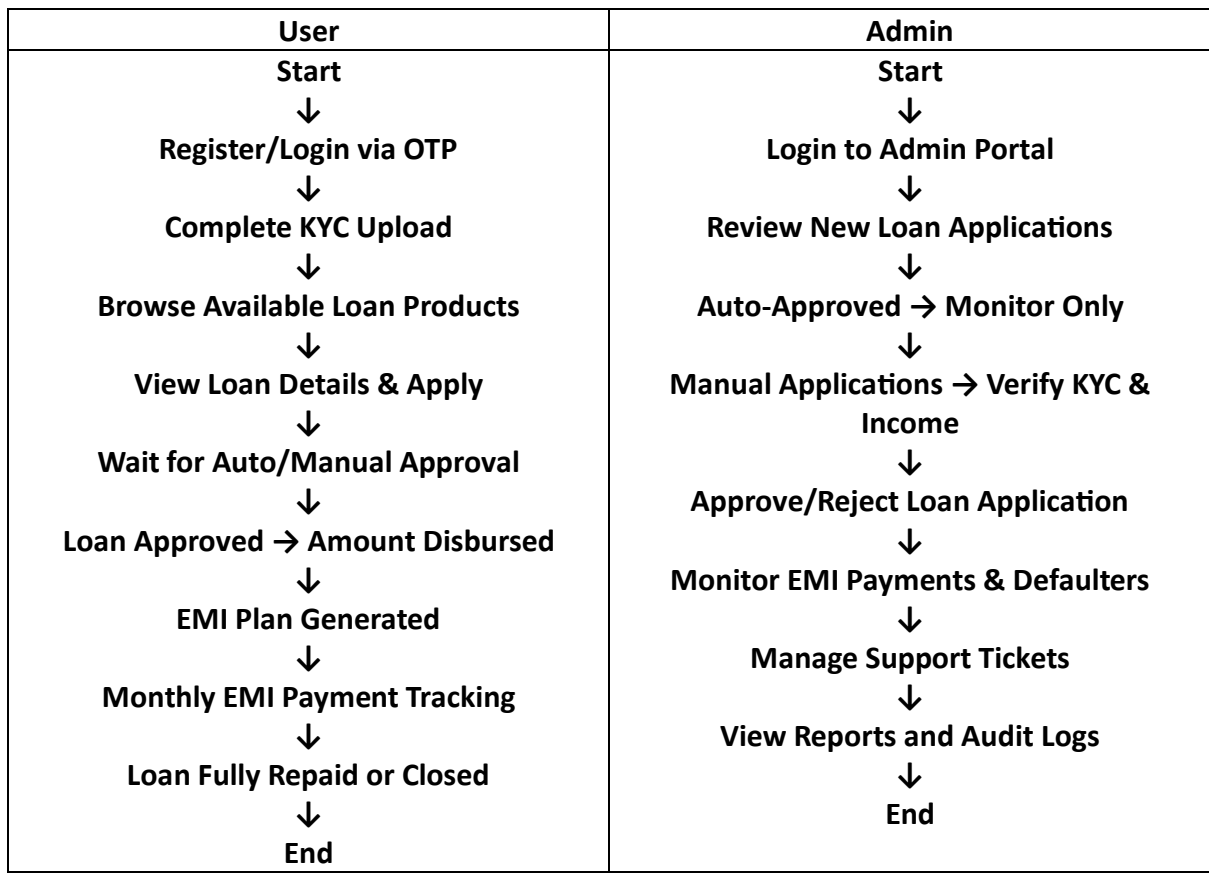 User
Start
↓
Register/Login via OTP
↓
Complete KYC Upload
↓
Browse Available Loan Products
↓
View Loan Details & Apply
↓
Wait for Auto/Manual Approval
↓
Loan Approved → Amount Disbursed
↓
EMI Plan Generated
↓
Monthly EMI Payment Tracking
↓
Loan Fully Repaid or Closed
↓
End
Admin
Start
↓
Login to Admin Portal
↓
Review New Loan Applications
↓
Auto-Approved → Monitor Only
↓
Manual Applications → Verify KYC &
Income
↓
Approve/Reject Loan Application
↓
Monitor EMI Payments & Defaulters
↓
Manage Support Tickets
↓
View Reports and Audit Logs
↓
End